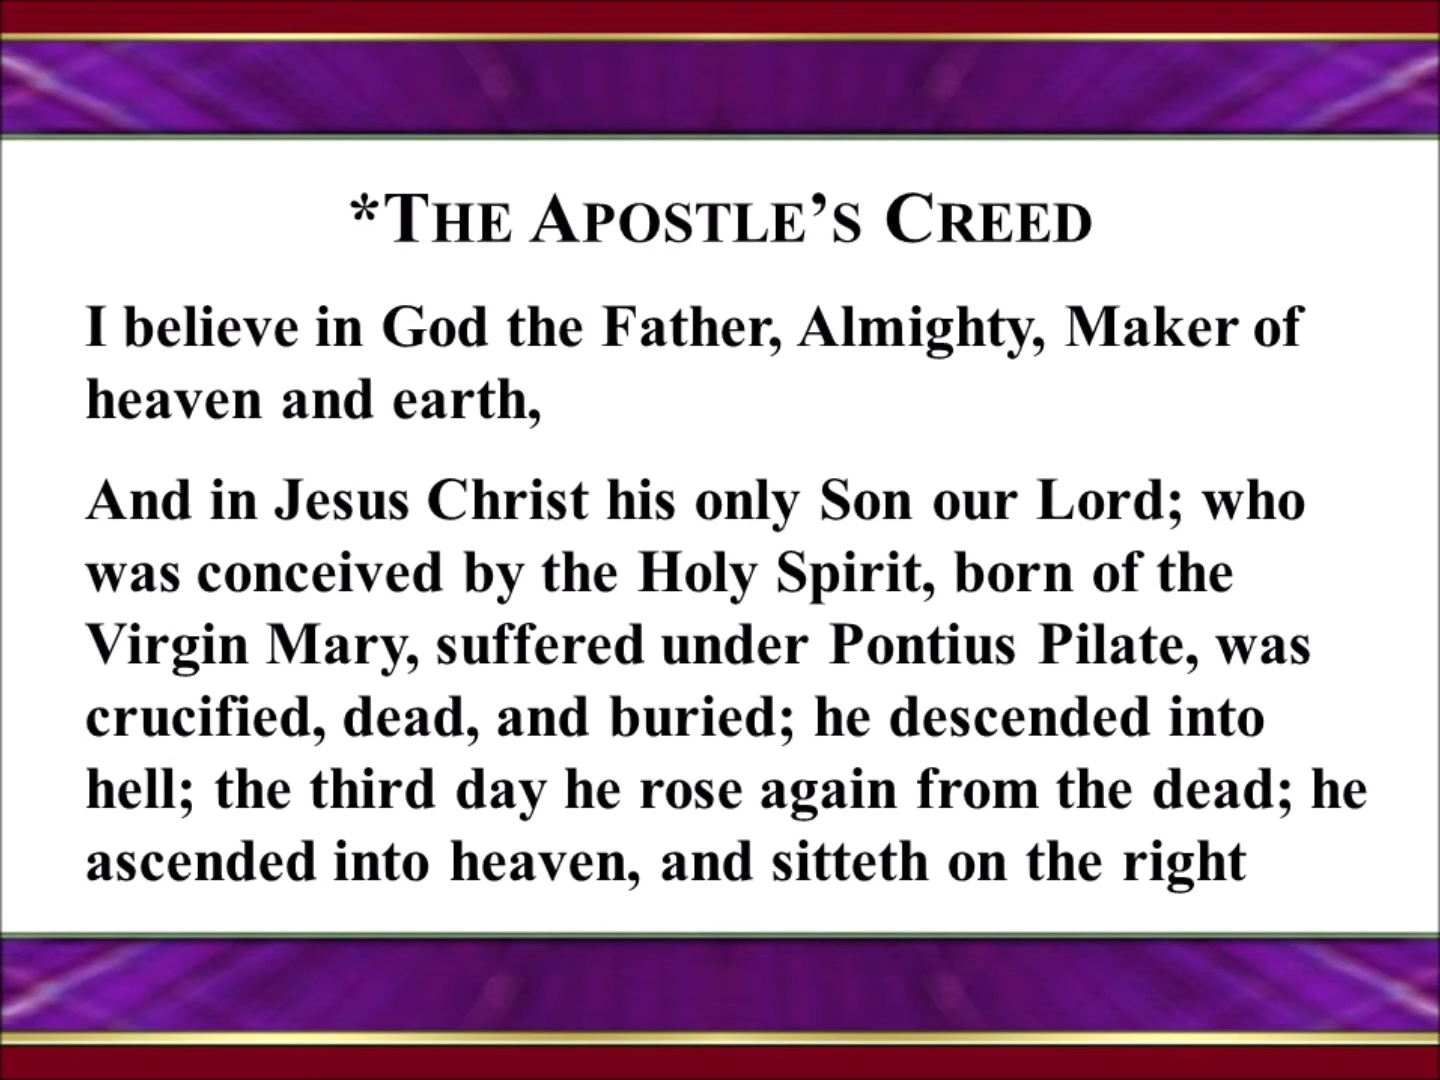 *THE APOSTLE’S CREED
I believe in God the Father, Almighty, Maker of
heaven and earth,
And in Jesus Christ his only Son our Lord; who
was conceived by the Holy Spirit, born of the
Virgin Mary, suffered under Pontius Pilate, was
crucified, dead, and buried; he descended into
hell; the third day he rose again from the dead; he
ascended into heaven, and sitteth on the right